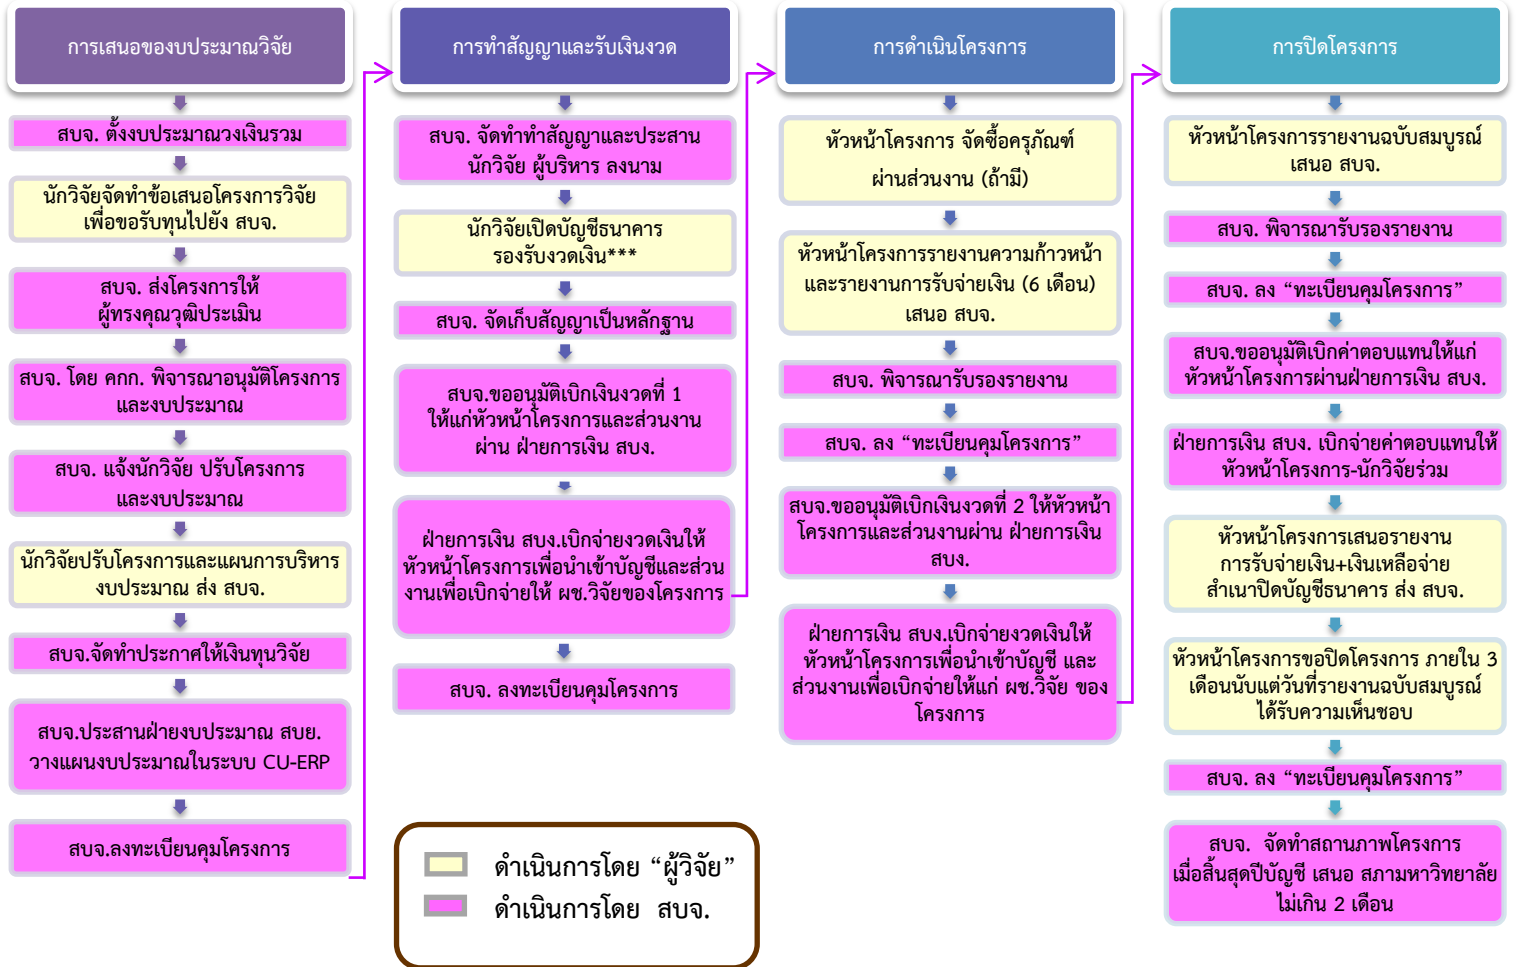 การเสนอของบประมาณวิจัย
สบจ. ตั้งงบประมาณวงเงินรวม
นักวิจัยจัดทำข้อเสนอโครงการวิจัย
เพื่อขอรับทุนไปยัง สบจ.
สบจ. ส่งโครงการให้
ผู้ทรงคุณวุฒิประเมิน
สบจ. โดย คกก. พิจารณาอนุมัติโครงการ
และงบประมาณ
สบจ. แจ้งนักวิจัย ปรับโครงการ
และงบประมาณ
นักวิจัยปรับโครงการและแผนการบริหาร
งบประมาณ ส่ง สบจ.
สบจ.จัดทำประกาศให้เงินทุนวิจัย
สบจ.ประสานฝ่ายงบประมาณ สบย.
วางแผนงบประมาณในระบบ CU-ERP
สบจ.ลงทะเบียนคุมโครงการ
การทำสัญญาและรับเงินงวด
สบจ. จัดทำทำสัญญาและประสาน
นักวิจัย ผู้บริหาร ลงนาม
นักวิจัยเปิดบัญชีธนาคาร
รองรับงวดเงิน***
สบจ. จัดเก็บสัญญาเป็นหลักฐาน
สบจ.ขออนุมัติเบิกเงินงวดที่ 1
ให้แก่หัวหน้าโครงการและส่วนงาน
ผ่าน ฝ่ายการเงิน สบง.
ฝ่ายการเงิน สบง.เบิกจ่ายงวดเงินให้
หัวหน้าโครงการเพื่อนำเข้าบัญชีและส่วน
งานเพื่อเบิกจ่ายให้ ผช.วิจัยของโครงการ
สบจ. ลงทะเบียนคุมโครงการ
การดำเนินโครงการ
หัวหน้าโครงการ จัดซื้อครุภัณฑ์
ผ่านส่วนงาน (ถ้ามี)
หัวหน้าโครงการรายงานความก้าวหน้า
และรายงานการรับจ่ายเงิน (6 เดือน)
เสนอ สบจ.
สบจ. พิจารณารับรองรายงาน
สบจ. ลง “ทะเบียนคุมโครงการ”
สบจ.ขออนุมัติเบิกเงินงวดที่ 2 ให้หัวหน้า
โครงการและส่วนงานผ่าน ฝ่ายการเงิน
สบง.
ฝ่ายการเงิน สบง.เบิกจ่ายงวดเงินให้
หัวหน้าโครงการเพื่อนำเข้าบัญชี และ
ส่วนงานเพื่อเบิกจ่ายให้แก่ ผช.วิจัย ของ
โครงการ
การปิดโครงการ
หัวหน้าโครงการรายงานฉบับสมบูรณ์
เสนอ สบจ.
สบจ. พิจารณารับรองรายงาน
สบจ. ลง “ทะเบียนคุมโครงการ”
สบจ.ขออนุมัติเบิกค่าตอบแทนให้แก่
หัวหน้าโครงการผ่านฝ่ายการเงิน สบง.
ฝ่ายการเงิน สบง. เบิกจ่ายค่าตอบแทนให้
หัวหน้าโครงการ-นักวิจัยร่วม
หัวหน้าโครงการเสนอรายงาน
การรับจ่ายเงิน+เงินเหลือจ่าย
สำเนาปิดบัญชีธนาคาร ส่ง สบจ.
หัวหน้าโครงการขอปิดโครงการ ภายใน 3
เดือนนับแต่วันที่รายงานฉบับสมบูรณ์
ได้รับความเห็นชอบ
สบจ. ลง “ทะเบียนคุมโครงการ”
สบจ. จัดทำสถานภาพโครงการ
เมื่อสิ้นสุดปีบัญชี เสนอ สภามหาวิทยาลัย
ไม่เกิน 2 เดือน
ดำเนินการโดย “ผู้วิจัย”
ดำเนินการโดย สบจ.